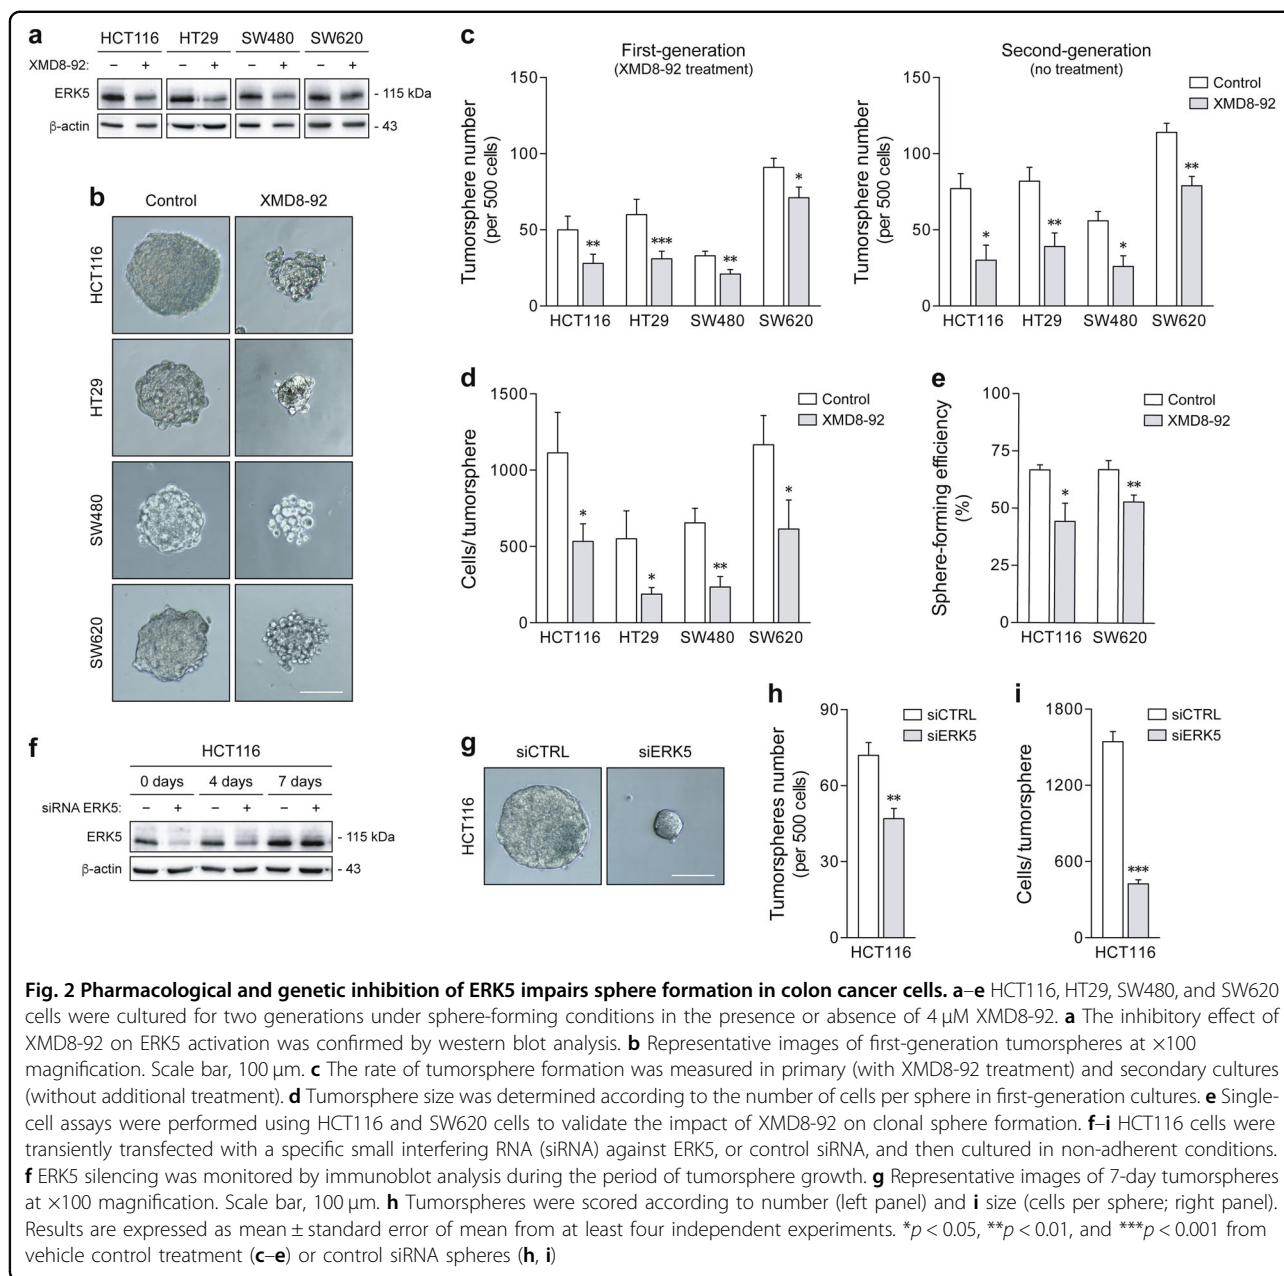 a
HCT116 HT29 SW480 SW620
XMD8-92: – + – + – + – +
ERK5 - 115 kDa
β-actin - 43
b
Control XMD8-92
HCT116
HT29
SW480
SW620
c
First-generation
(XMD8-92 treatment)
Tumorsphere number
(per 500 cells)
150
100
50
0
HCT116 HT29 SW480 SW620
** *** ** *
Second-generation
(no treatment)
Control
XMD8-92
Tumorsphere number
(per 500 cells)
150
100
50
0
HCT116 HT29 SW480 SW620
* ** * **
d
Cells/ tumorsphere
1500
1000
500
0
Control
XMD8-92
* * ** *
HCT116 HT29 SW480 SW620
e
Sphere-forming efficiency
(%)
100
75
50
25
0
Control
XMD8-92
* **
HCT116 SW620
f
HCT116
0 days 4 days 7 days
siRNA ERK5: – + – + – +
ERK5 - 115 kDa
β-actin - 43
g
siCTRL siERK5
HCT116
h
Tumorspheres number
(per 500 cells)
90
60
30
0
siCTRL
siERK5
**
HCT116
i
Cells/ tumorsphere
1800
1200
600
0
siCTRL
siERK5
***
HCT116
Fig. 2 Pharmacological and genetic inhibition of ERK5 impairs sphere formation in colon cancer cells. a–e HCT116, HT29, SW480, and SW620
cells were cultured for two generations under sphere-forming conditions in the presence or absence of 4 μM XMD8-92. a The inhibitory effect of
XMD8-92 on ERK5 activation was confirmed by western blot analysis. b Representative images of first-generation tumorspheres at ×100
magnification. Scale bar, 100 μm. c The rate of tumorsphere formation was measured in primary (with XMD8-92 treatment) and secondary cultures
(without additional treatment). d Tumorsphere size was determined according to the number of cells per sphere in first-generation cultures. e Single-
cell assays were performed using HCT116 and SW620 cells to validate the impact of XMD8-92 on clonal sphere formation. f–i HCT116 cells were
transiently transfected with a specific small interfering RNA (siRNA) against ERK5, or control siRNA, and then cultured in non-adherent conditions.
f ERK5 silencing was monitored by immunoblot analysis during the period of tumorsphere growth. g Representative images of 7-day tumorspheres
at ×100 magnification. Scale bar, 100 μm. h Tumorspheres were scored according to number (left panel) and i size (cells per sphere; right panel).
Results are expressed as mean ± standard error of mean from at least four independent experiments. *p < 0.05, **p < 0.01, and ***p < 0.001 from
vehicle control treatment (c–e) or control siRNA spheres (h, i)